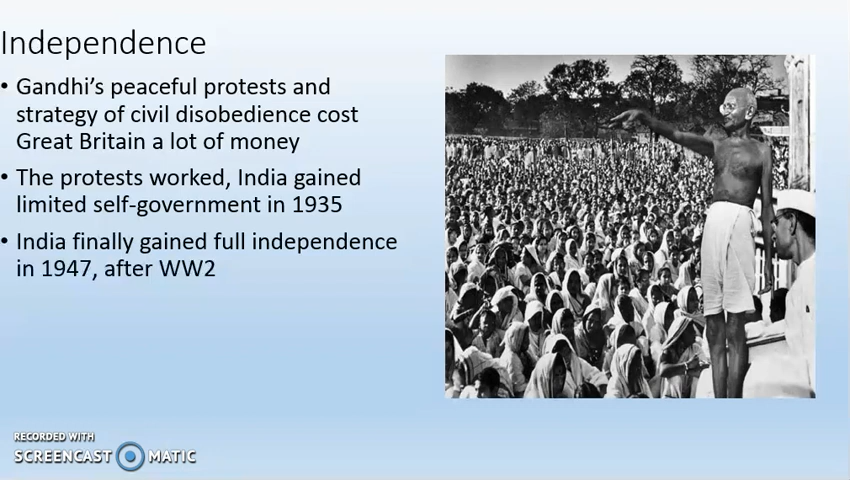 Independence
• Gandhi’s peaceful protests and
strategy of civil disobedience cost
Great Britain a lot of money
• The protests worked, India gained
limited self-government in 1935
• India finally gained full independence
in 1947, after WW2
RECORDED WITH
SCREENCAST MATIC